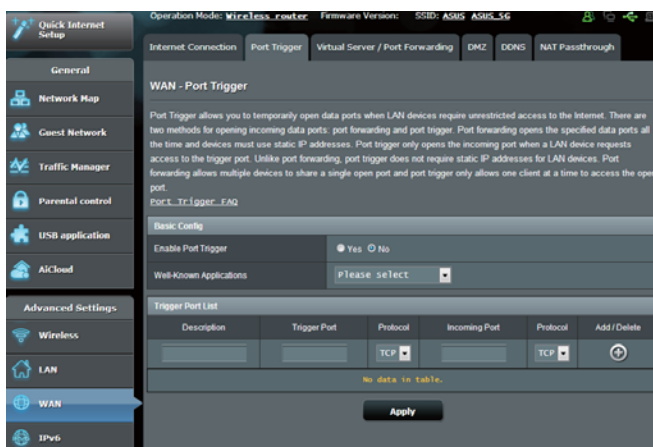 Quick Internet
Setup
Operation Mode: Wireless router Firmware Version: SSID: ASUS ASUS_5G
Internet Connection Port Trigger Virtual Server / Port Forwarding DMZ DDNS NAT Passthrough
General
Network Map
Guest Network
Traffic Manager
Parental control
USB application
AiCloud
Advanced Settings
Wireless
LAN
WAN
IPv6
WAN - Port Trigger
Port Trigger allows you to temporarily open data ports when LAN devices require unrestricted access to the Internet. There are
two methods for opening incoming data ports: port forwarding and port trigger. Port forwarding opens the specified data ports all
the time and devices must use static IP addresses. Port trigger only opens the incoming port when a LAN device requests
access to the trigger port. Unlike port forwarding, port trigger does not require static IP addresses for LAN devices. Port
forwarding allows multiple devices to share a single open port and port trigger only allows one client at a time to access the open
port.
Port Trigger FAQ
Basic Config
Enable Port Trigger Yes No
Well-Known Applications Please select
Trigger Port List
Description Trigger Port Protocol Incoming Port Protocol Add / Delete
TCP TCP
No data in table.
Apply